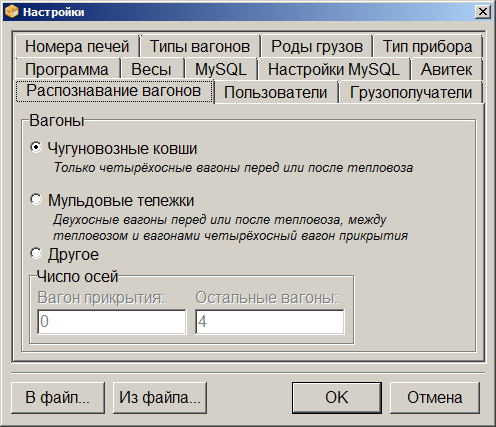 Настройки
Номера печей Типы вагонов Роды грузов Тип прибора
Программа Весы MySQL Настройки MySQL Авитек
Распознавание вагонов Пользователи Грузополучатели
Вагоны
Чугуновозные ковши
Только четырёхосные вагоны перед или после тепловоза
Мульдовые тележки
Двухосные вагоны перед или после тепловоза, между
тепловозом и вагонами четырёхосный вагон прикрытия
Другое
Число осей
Вагон прикрытия: Остальные вагоны:
0 4
В файл... Из файла... OK Отмена